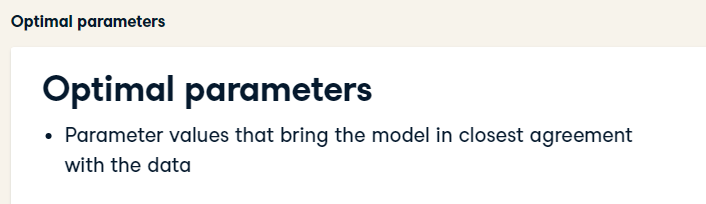 Optimal parameters
Optimal parameters
• Parameter values that bring the model in closest agreement
with the data